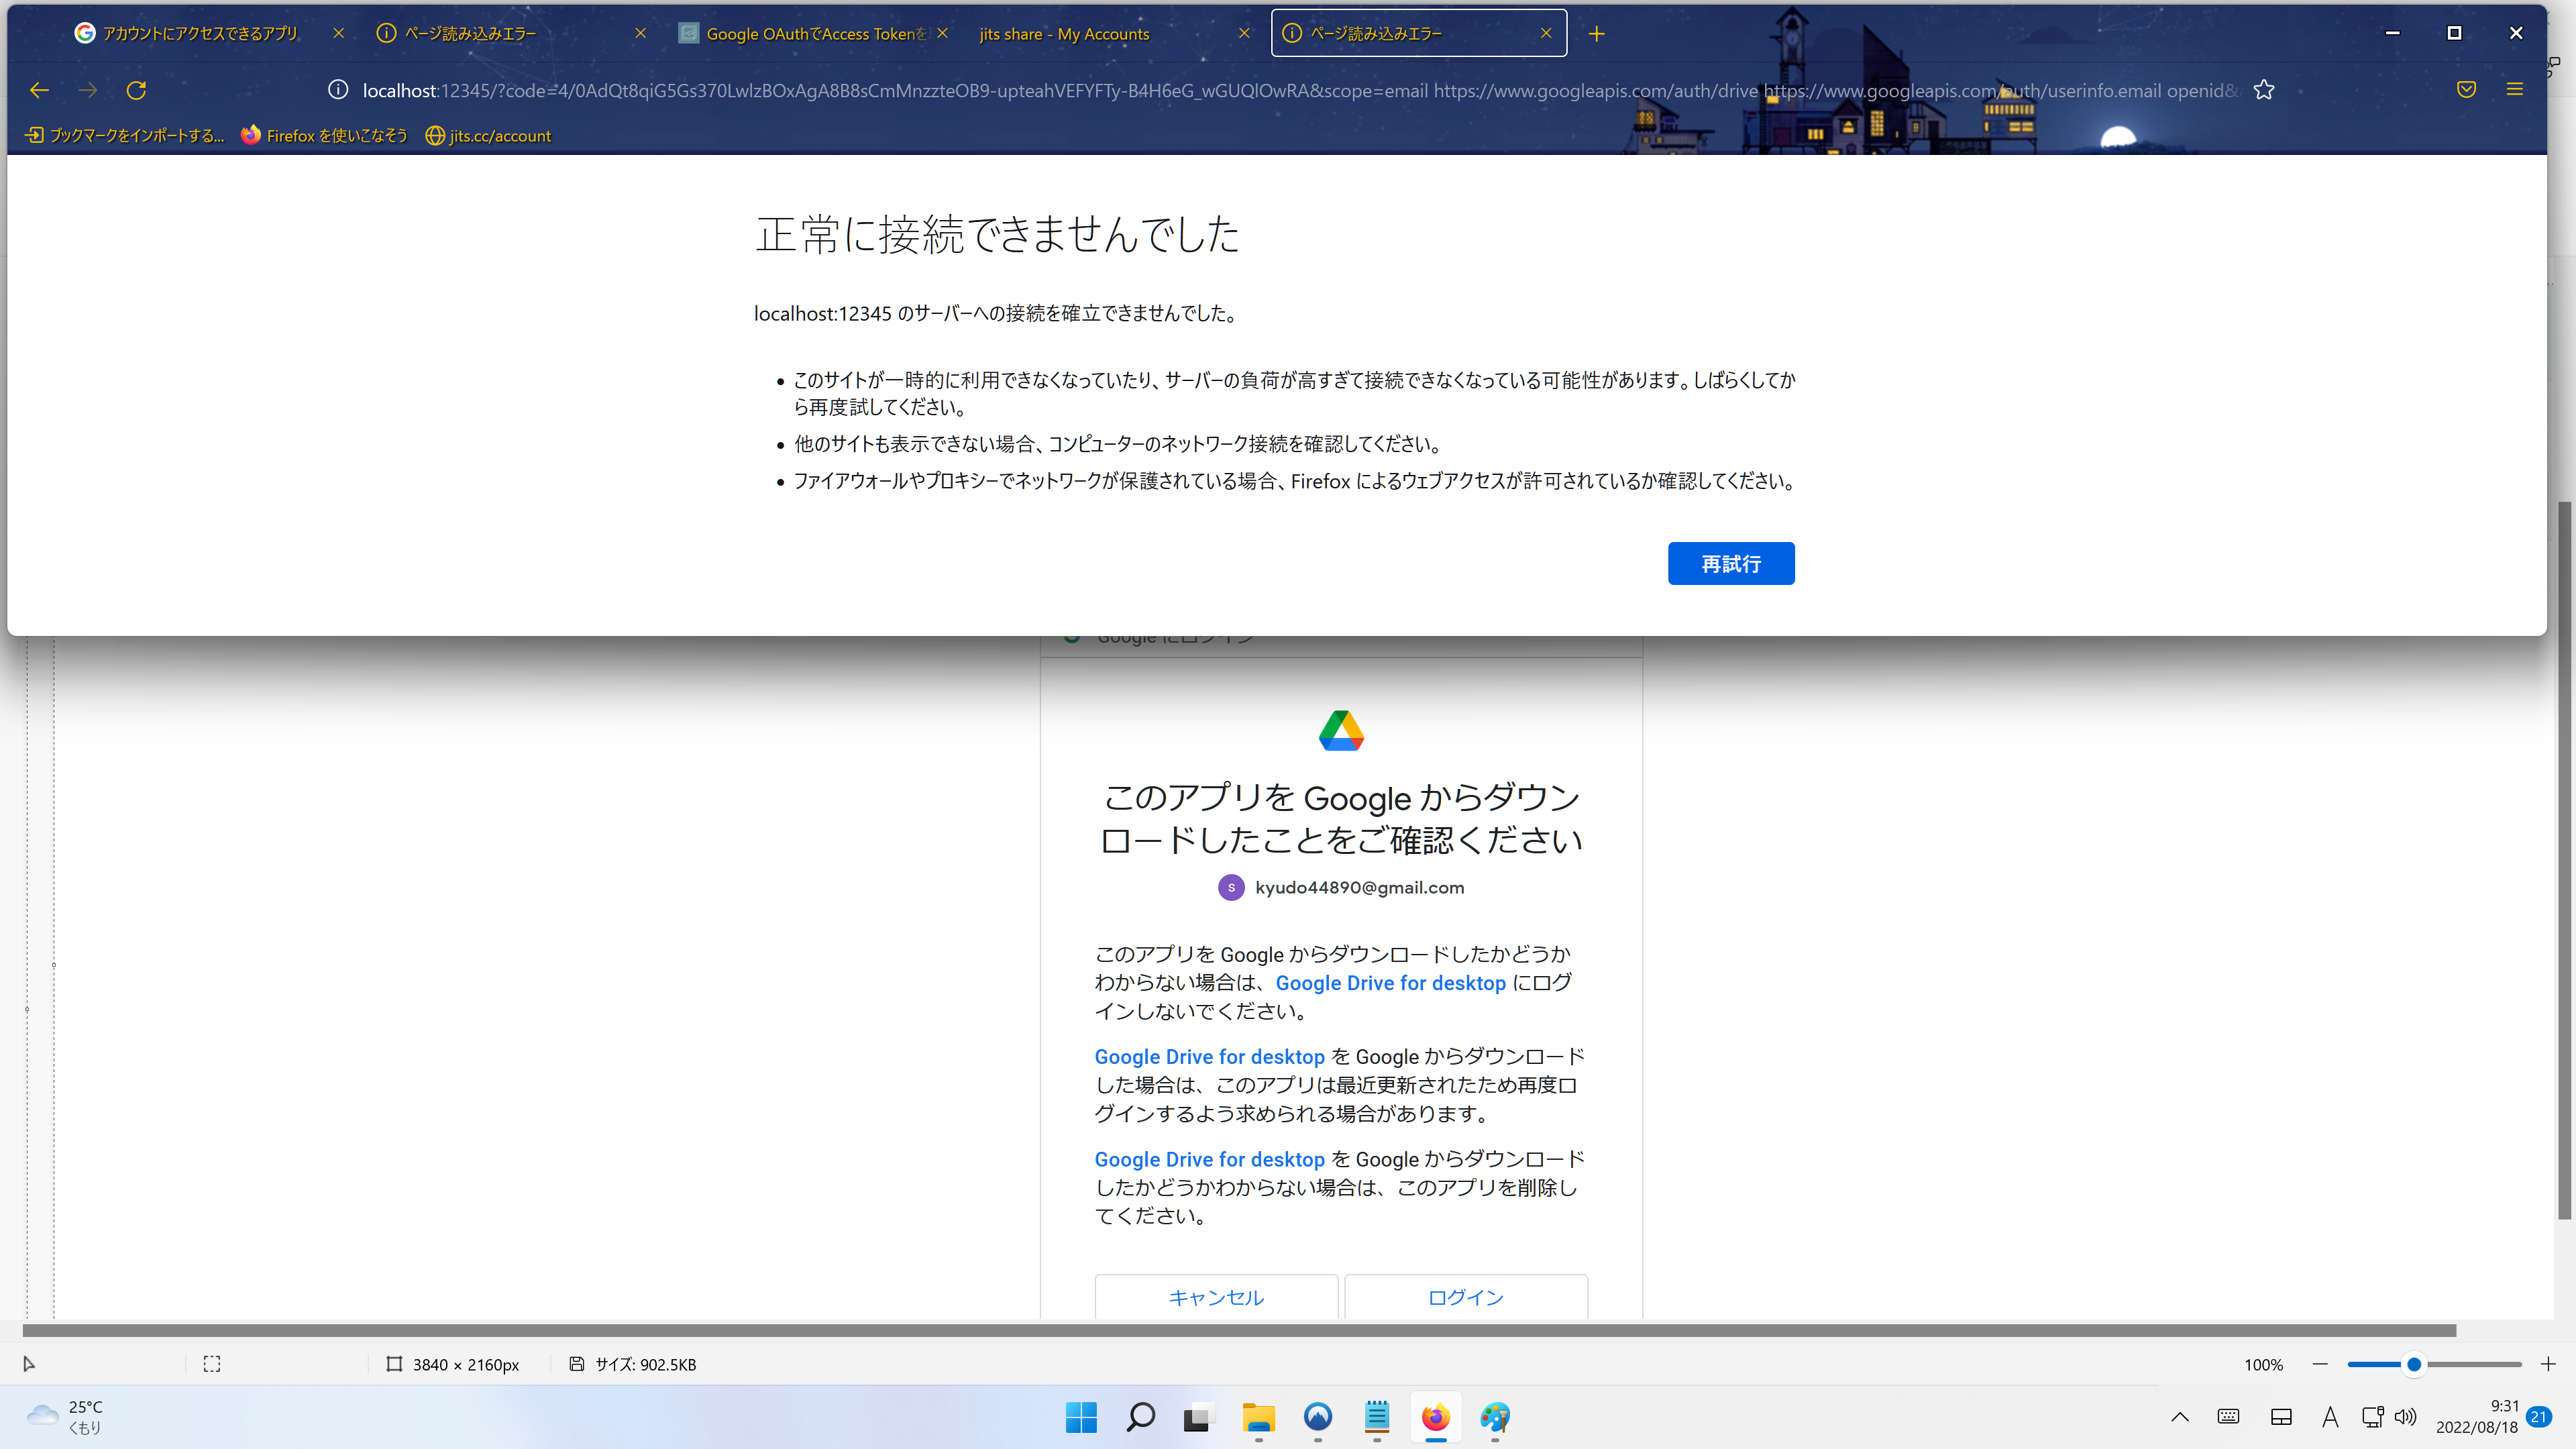 アカウントにアクセスできるアプリ
ページ読み込みエラー
Google OAuthでAccess Tokenを
jits share - My Accounts
ページ読み込みエラー
localhost:12345/?code=4/0AdQt8qiG5Gs370LwlzBOxAgA8B8sCmMnzzteOB9-upteahVEFYFTy-B4H6eG_wGUQlOwRA&scope=email https://www.googleapis.com/auth/drive https://www.googleapis.com/auth/userinfo.email openid&
ブックマークをインポートする...
Firefox を使いこなそう
jits.cc/account
正常に接続できませんでした
localhost:12345 のサーバーへの接続を確立できませんでした。
• このサイトが一時的に利用できなくなっていたり、サーバーの負荷が高すぎて接続できなくなっている可能性があります。しばらくしてか
ら再度試してください。
• 他のサイトも表示できない場合、コンピューターのネットワーク接続を確認してください。
• ファイアウォールやプロキシーでネットワークが保護されている場合、Firefox によるウェブアクセスが許可されているか確認してください。
再試行
Google にログイン
このアプリを Google からダウン
ロードしたことをご確認ください
s kyudo44890@gmail.com
このアプリを Google からダウンロードしたかどうか
わからない場合は、Google Drive for desktop にログ
インしないでください。
Google Drive for desktop を Google からダウンロード
した場合は、このアプリは最近更新されたため再度ロ
グインするよう求められる場合があります。
Google Drive for desktop を Google からダウンロード
したかどうかわからない場合は、このアプリを削除し
てください。
キャンセル
ログイン
3840 × 2160px
サイズ: 902.5KB
100%
25°C
くもり
A
9:31
2022/08/18
21